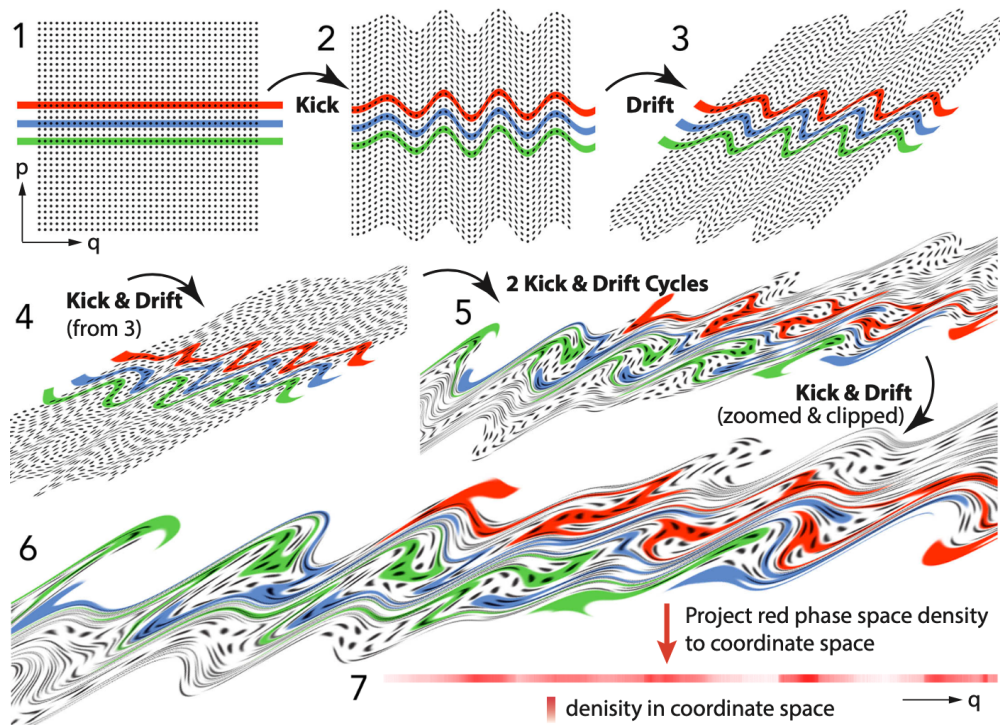 1
2
3
Kick
Drift
p
q
4
Kick & Drift
(from 3)
2 Kick & Drift Cycles
5
Kick & Drift
(zoomed & clipped)
6
Project red phase space density
to coordinate space
7
q
denisity in coordinate space